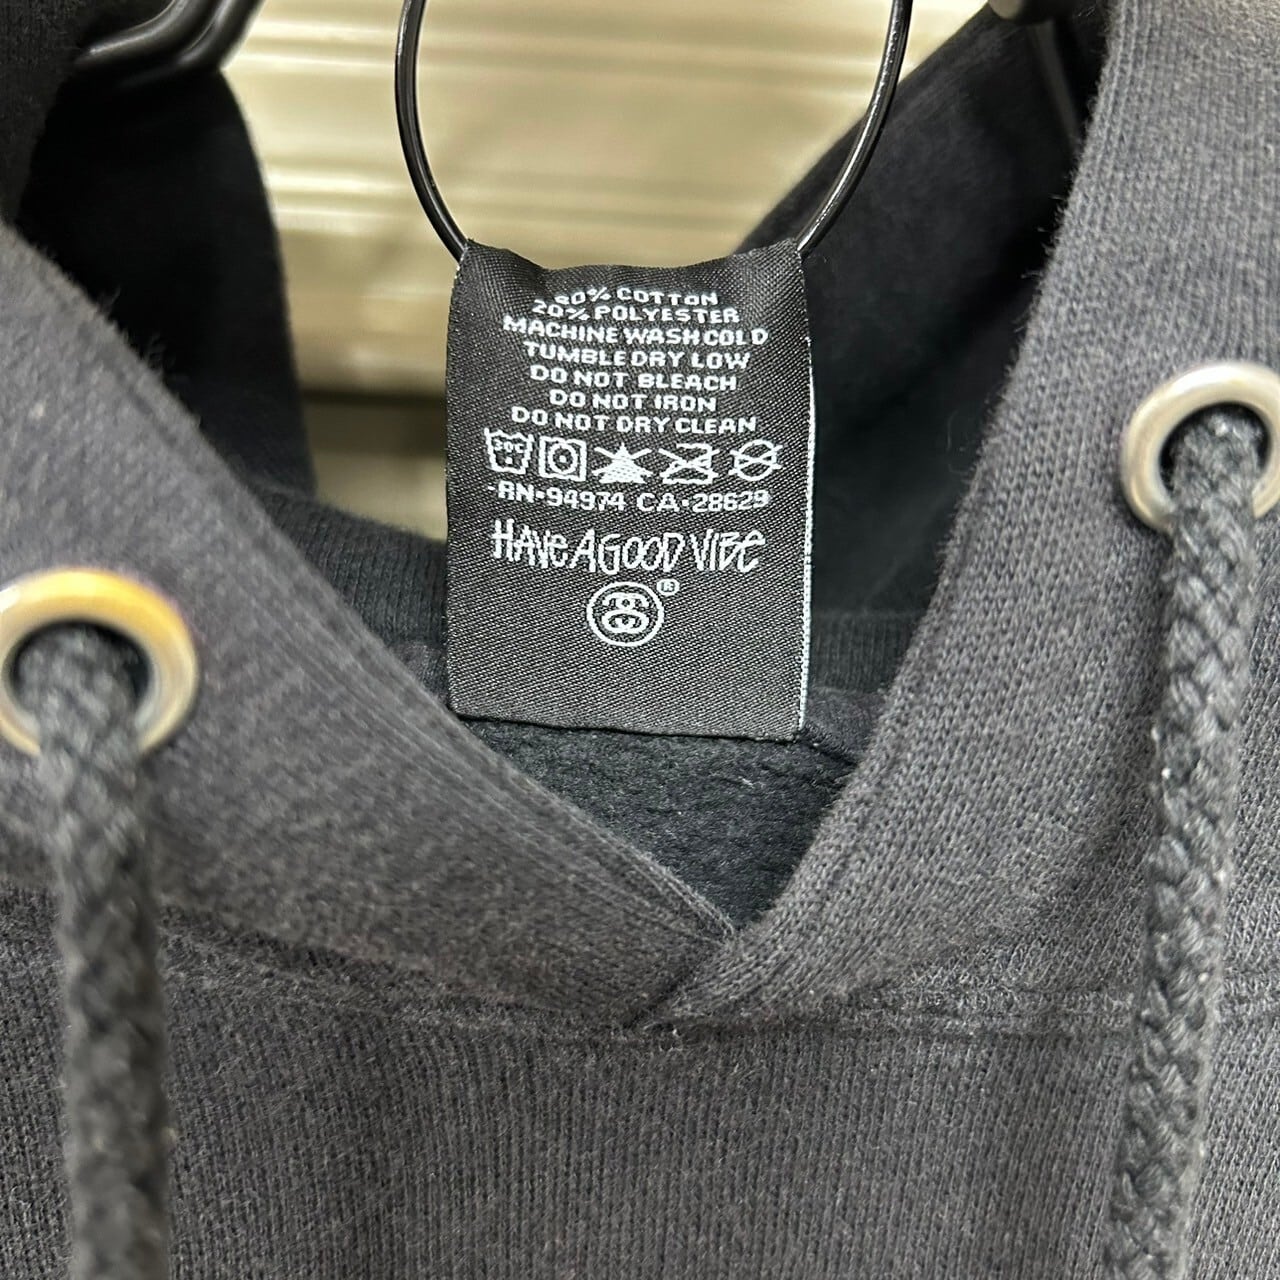 80% COTTON
20% POLYESTER
MACHINE WASH COLD
TUMBLE DRY LOW
DO NOT BLEACH
DO NOT IRON
DO NOT DRY CLEAN
30C
-RN•94974 CA•28629
HAVE A GOOD VIBE
®